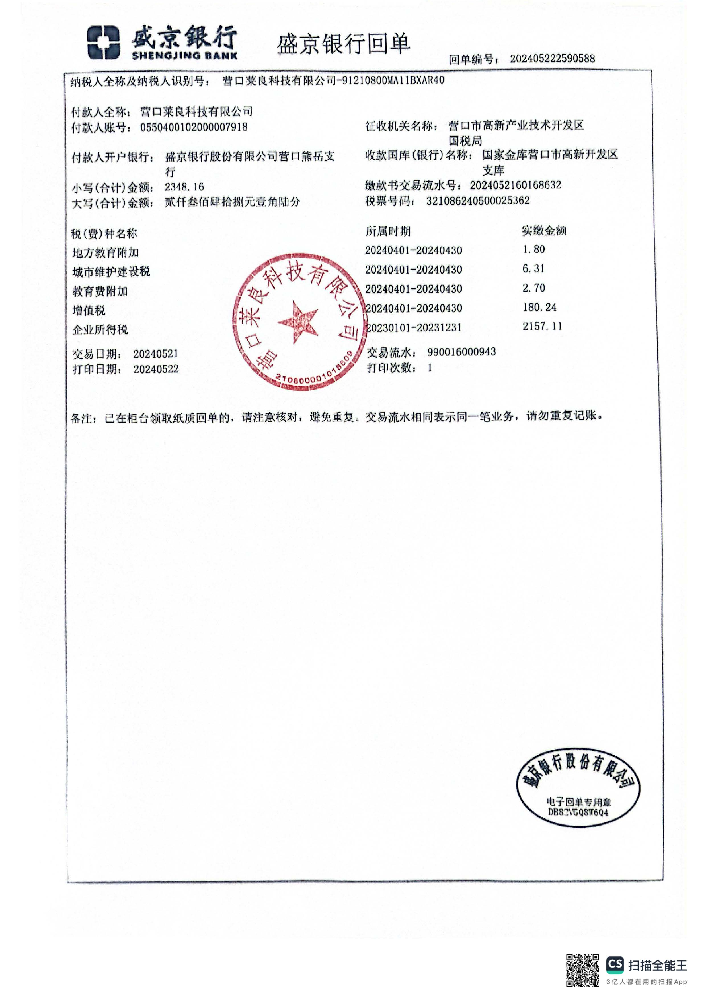 盛京銀行
SHENGJING BANK
盛京银行回单
回单编号： 202405222590588
纳税人全称及纳税人识别号： 营口莱良科技有限公司-91210800MA11BXAR40
付款人全称： 营口莱良科技有限公司
付款人账号： 0550400102000007918
征收机关名称： 营口市高新产业技术开发区
国税局
付款人开户银行： 盛京银行股份有限公司营口熊岳支
行
收款国库(银行)名称： 国家金库营口市高新开发区
支库
小写(合计)金额： 2348.16
缴款书交易流水号： 2024052160168632
大写(合计)金额： 贰仟叁佰肆拾捌元壹角陆分
税票号码： 321086240500025362
税(费)种名称 所属时期 实缴金额
地方教育附加 20240401-20240430 1.80
城市维护建设税 20240401-20240430 6.31
教育费附加 20240401-20240430 2.70
增值税 20240401-20240430 180.24
企业所得税 20230101-20231231 2157.11
交易日期： 20240521 交易流水： 990016000943
打印日期： 20240522 打印次数： 1
营口莱良科技有限公司
210800001018609
备注：已在柜台领取纸质回单的，请注意核对，避免重复。交易流水相同表示同一笔业务，请勿重复记账。
盛京银行股份有限公司
电子回单专用章
CS 扫描全能王
3亿人都在用的扫描App